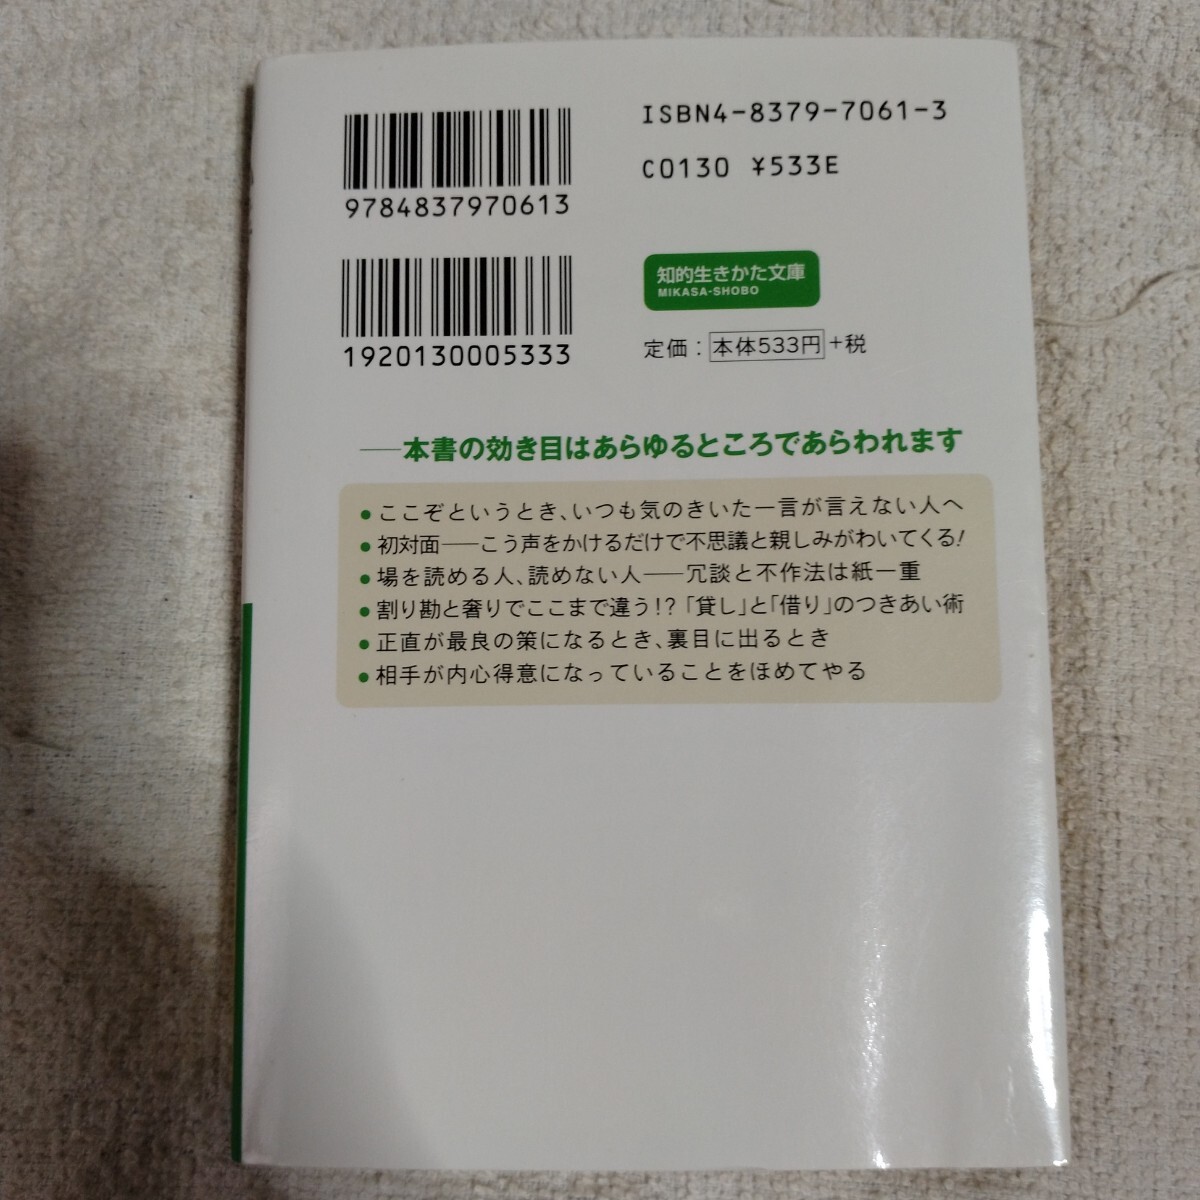 ISBN4-8379-7061-3
C0130 ¥533E
9784837970613
1920130005333
知的生きかた文庫
MIKASA-SHOBO
定価：本体533円+税
──本書の効き目はあらゆるところであらわれます
●ここぞというとき、いつも気のきいた一言が言えない人へ
●初対面──こう声をかけるだけで不思議と親しみがわいてくる!
●場を読める人、読めない人──冗談と不作法は紙一重
●割り勘と奢りでここまで違う!?「貸し」と「借り」のつきあい術
●正直が最良の策になるとき、裏目に出るとき
●相手が内心得意になっていることをほめてやる